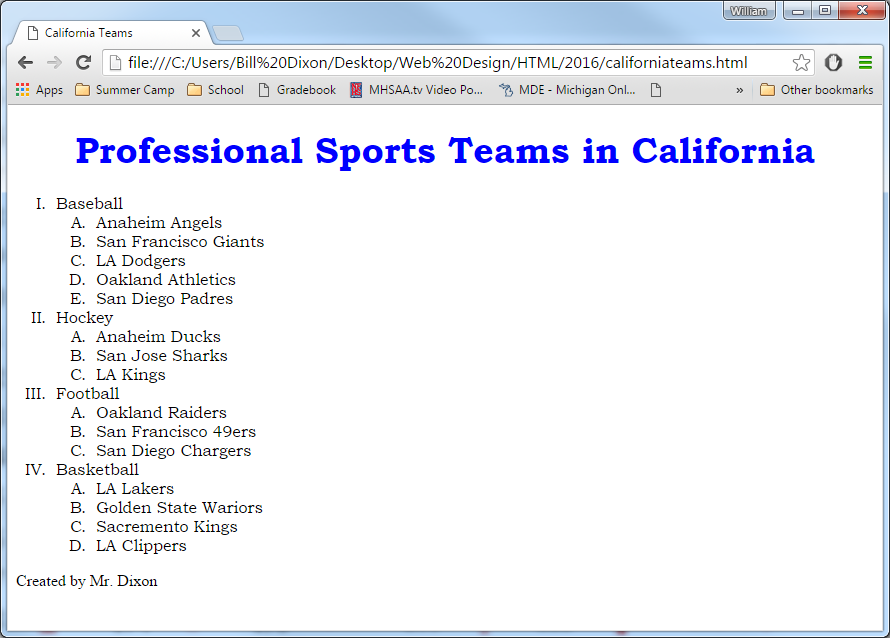 William
California Teams
file:///C:/Users/Bill%20Dixon/Desktop/Web%20Design/HTML/2016/californiateams.html
Apps Summer Camp School Gradebook MHSAA.tv Video Po... MDE - Michigan Onl... » Other bookmarks
Professional Sports Teams in California
I. Baseball
A. Anaheim Angels
B. San Francisco Giants
C. LA Dodgers
D. Oakland Athletics
E. San Diego Padres
II. Hockey
A. Anaheim Ducks
B. San Jose Sharks
C. LA Kings
III. Football
A. Oakland Raiders
B. San Francisco 49ers
C. San Diego Chargers
IV. Basketball
A. LA Lakers
B. Golden State Wariors
C. Sacremento Kings
D. LA Clippers
Created by Mr. Dixon